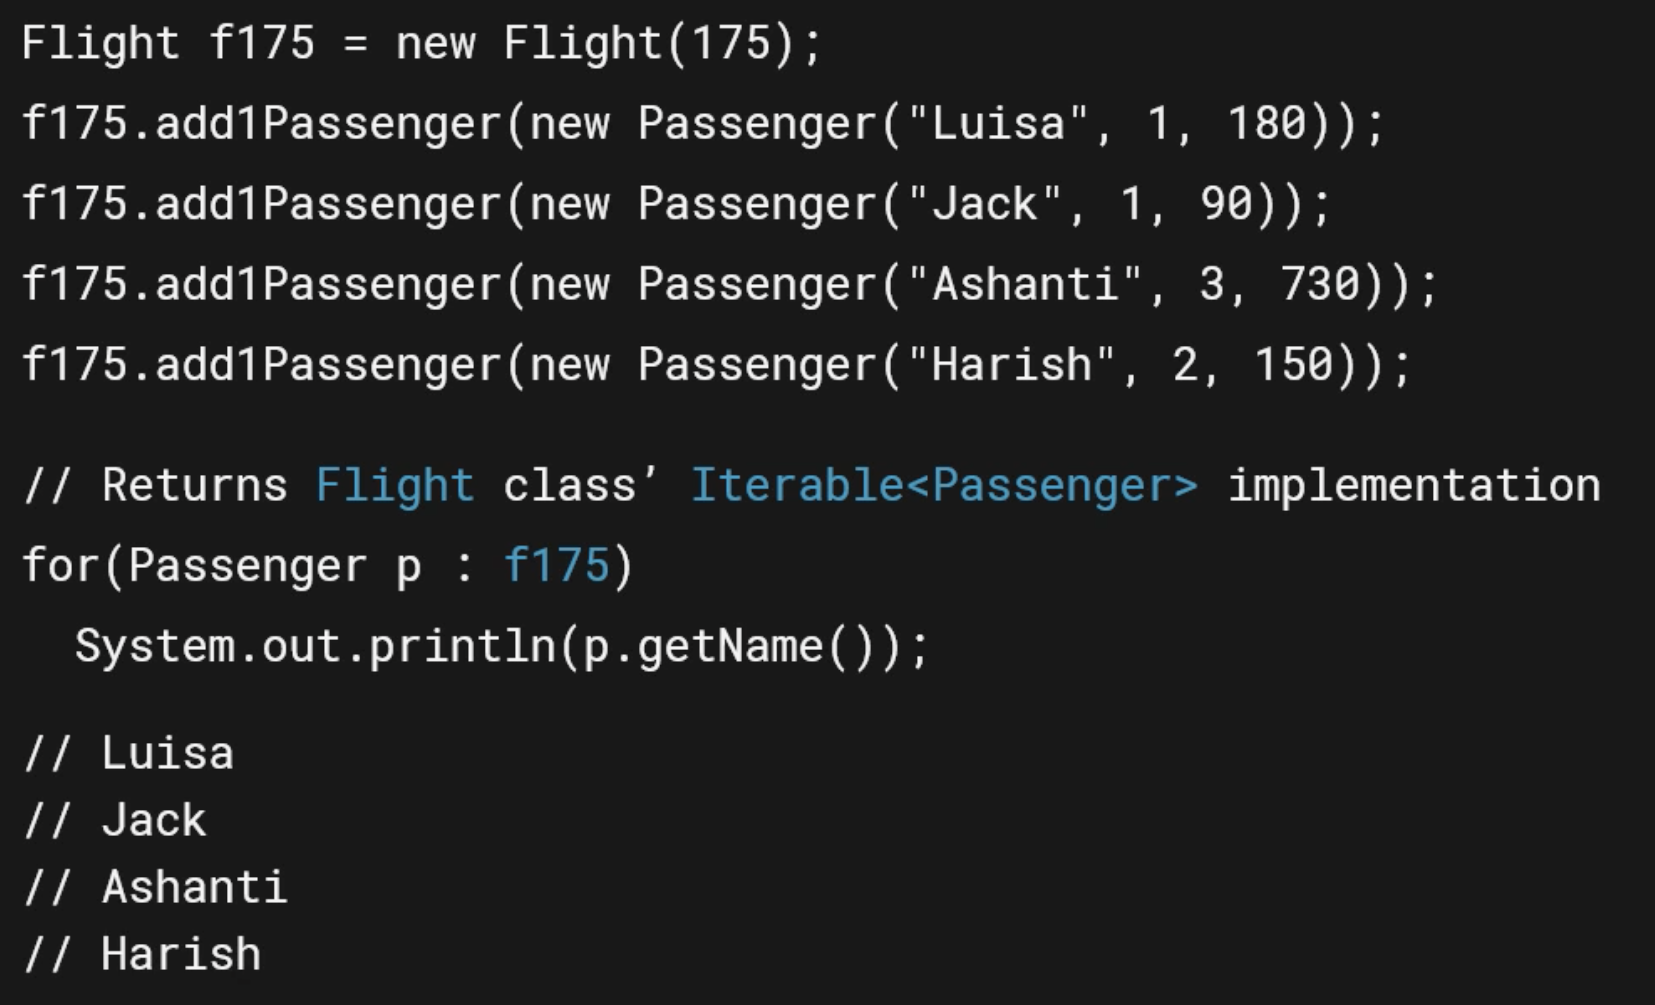 Flight f175 = new Flight(175);
f175.add1Passenger(new Passenger("Luisa", 1, 180));
f175.add1Passenger(new Passenger("Jack", 1, 90));
f175.add1Passenger(new Passenger("Ashanti", 3, 730));
f175.add1Passenger(new Passenger("Harish", 2, 150));
// Returns Flight class’ Iterable<Passenger> implementation
for(Passenger p : f175)
System.out.println(p.getName());
// Luisa
// Jack
// Ashanti
// Harish